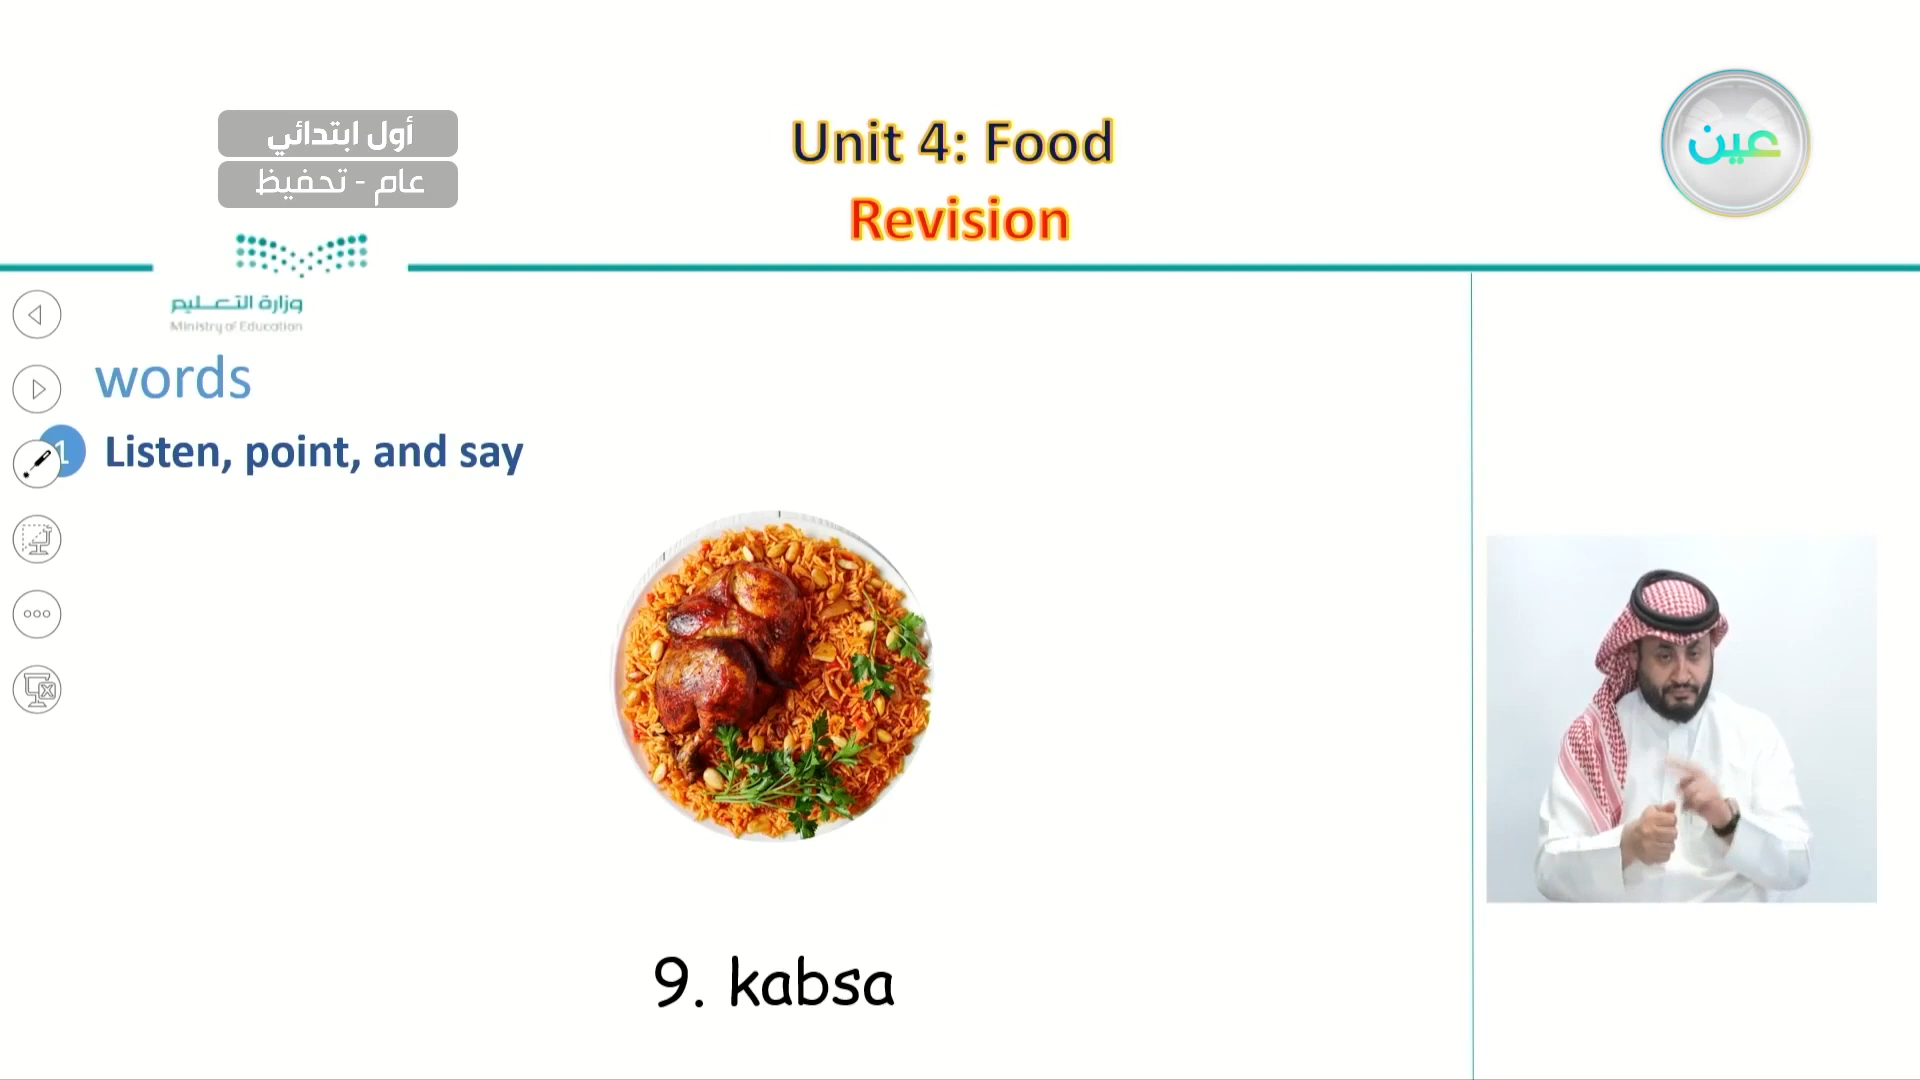 أول ابتدائي
عام - تحفيظ
Unit 4: Food
Revision
عين
وزارة التعليم
Ministry of Education
words
1 Listen, point, and say
9. kabsa